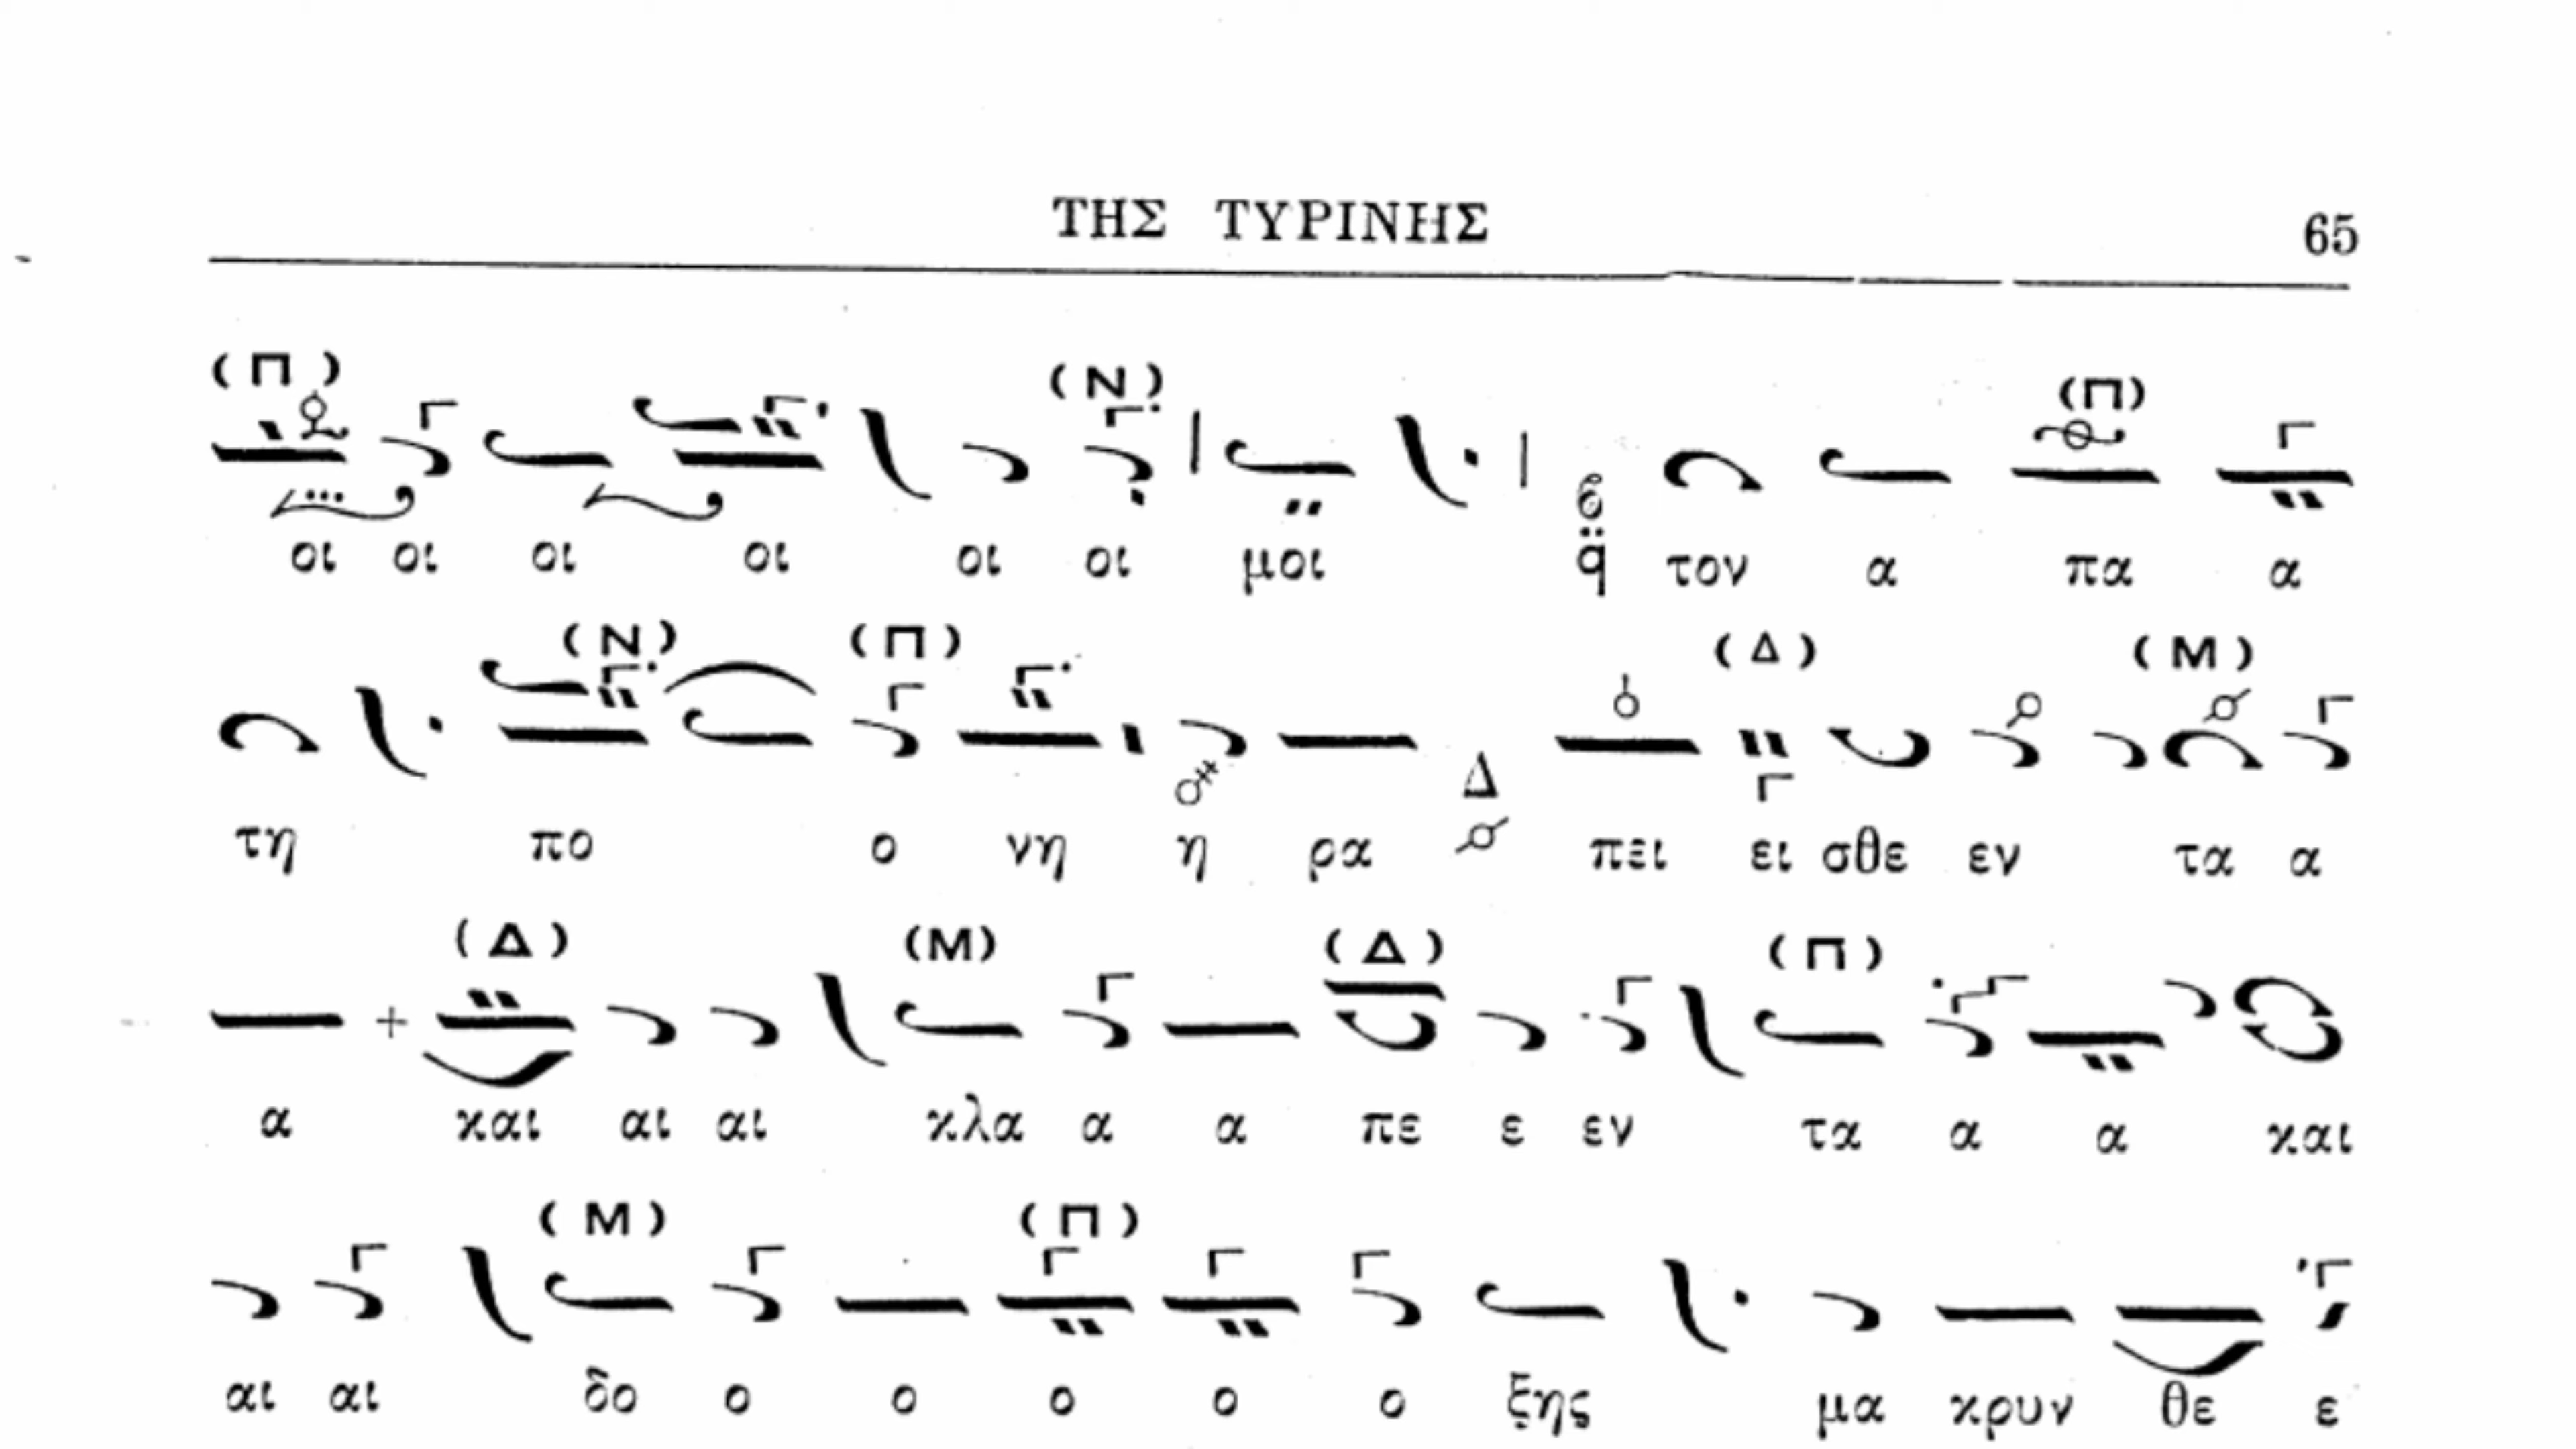 ΤΗΣ ΤΥΡΙΝΗΣ 65
(Π) (Ν) (Π)
οι οι οι οι οι οι μοι q τον α πα α
(Ν) (Π) (Δ) (Μ)
τη πο ο νη η ρα Δ πει ει σθε εν τα α
(Δ) (Μ) (Δ) (Π)
α και αι αι κλα α α πε ε εν τα α α και
(Μ) (Π)
αι αι δο ο ο ο ο ο ξης μα κρυν θε ε